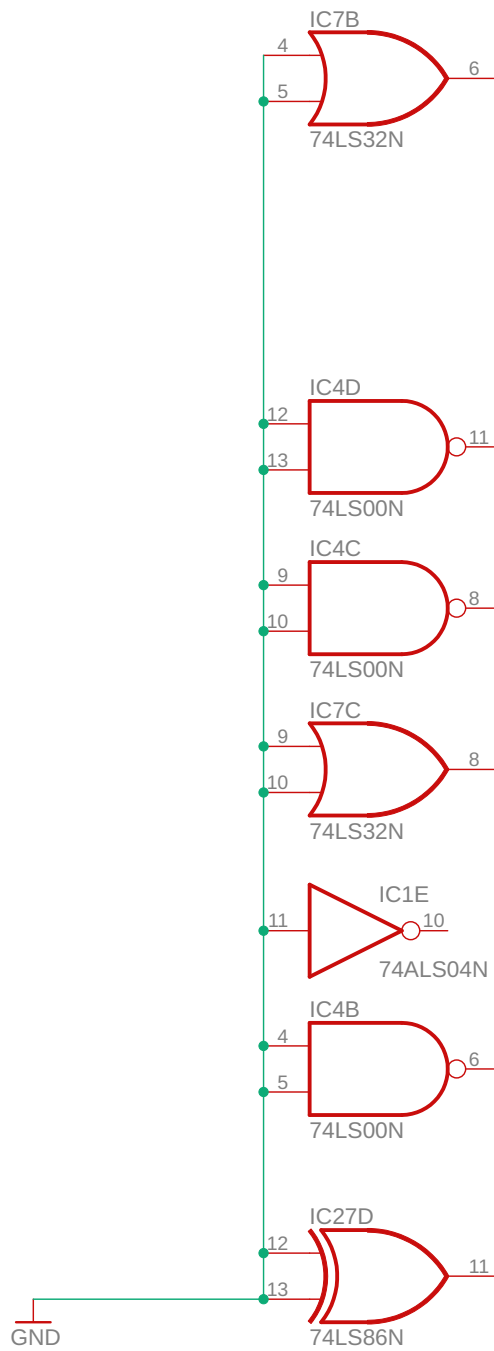 IC7B
4
6
5
74LS32N
IC4D
12
11
13
74LS00N
IC4C
9
8
10
74LS00N
IC7C
9
8
10
74LS32N
IC1E
11
10
74ALS04N
IC4B
4
6
5
74LS00N
IC27D
12
11
13
GND
74LS86N